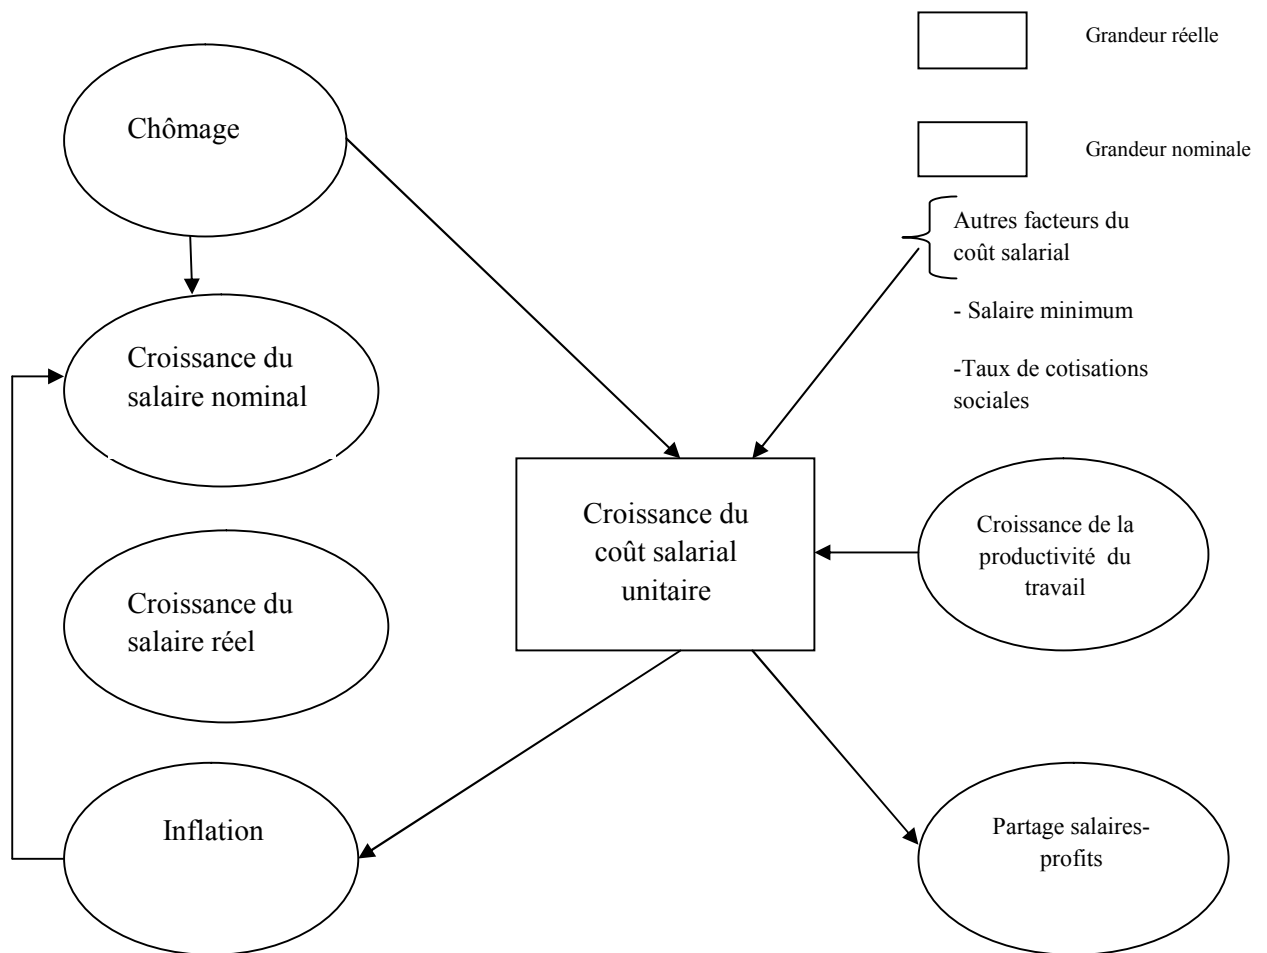 Grandeur réelle
Chômage
Grandeur nominale
Autres facteurs du
coût salarial
- Salaire minimum
-Taux de cotisations
sociales
Croissance du
salaire nominal
Croissance du
coût salarial
unitaire
Croissance de la
productivité du
travail
Croissance du
salaire réel
Inflation
Partage salaires-
profits